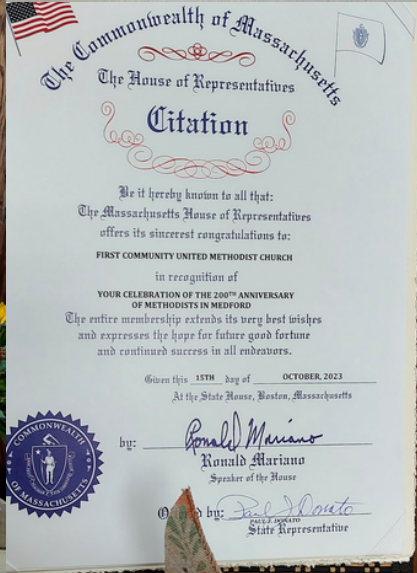 The Commonwealth of Massachusetts
The House of Representatives
Citation
Be it hereby known to all that:
The Massachusetts House of Representatives
offers its sincerest congratulations to:
FIRST COMMUNITY UNITED METHODIST CHURCH
in recognition of
YOUR CELEBRATION OF THE 200TH ANNIVERSARY
OF METHODISTS IN MEDFORD
The entire membership extends its very best wishes
and expresses the hope for future good fortune
and continued success in all endeavors.
Given this 15TH day of OCTOBER, 2023
At the State House, Boston, Massachusetts
COMMONWEALTH
OF MASSACHUSETTS
by: Ronald Mariano
Ronald Mariano
Speaker of the House
by: Paul J Donato
PAUL J. DONATO
State Representative